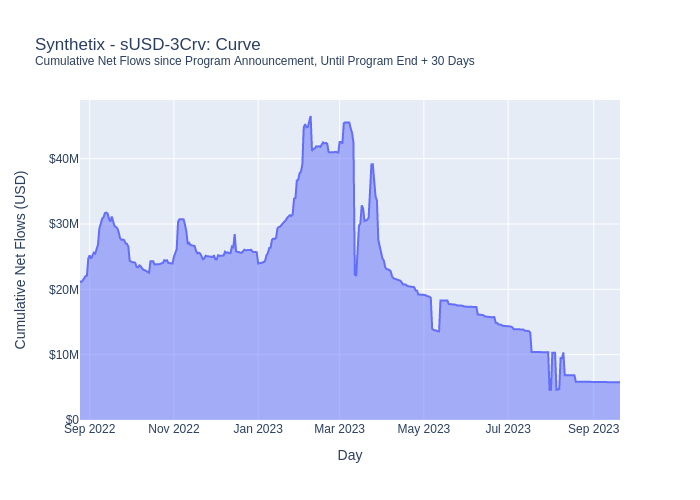 Synthetix - sUSD-3Crv: Curve
Cumulative Net Flows since Program Announcement, Until Program End + 30 Days
Cumulative Net Flows (USD)
$40M
$30M
$20M
$10M
$0
Sep 2022 Nov 2022 Jan 2023 Mar 2023 May 2023 Jul 2023 Sep 2023
Day